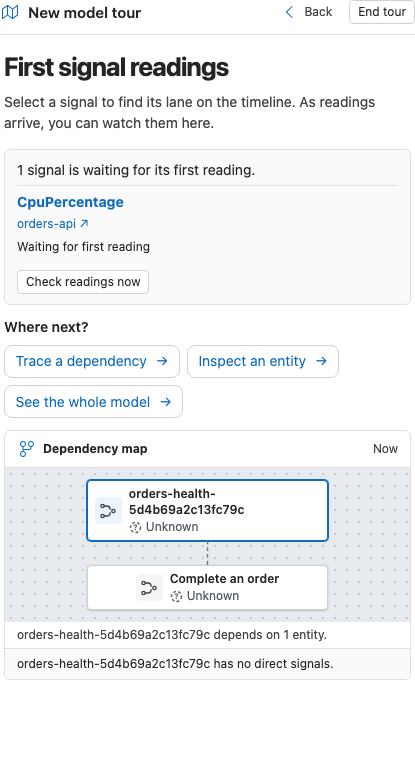 New model tour
Back
End tour
First signal readings
Select a signal to find its lane on the timeline. As readings
arrive, you can watch them here.
1 signal is waiting for its first reading.
CpuPercentage
orders-api ↗
Waiting for first reading
Check readings now
Where next?
Trace a dependency →
Inspect an entity →
See the whole model →
Dependency map
Now
orders-health-
5d4b69a2c13fc79c
Unknown
Complete an order
Unknown
orders-health-5d4b69a2c13fc79c depends on 1 entity.
orders-health-5d4b69a2c13fc79c has no direct signals.